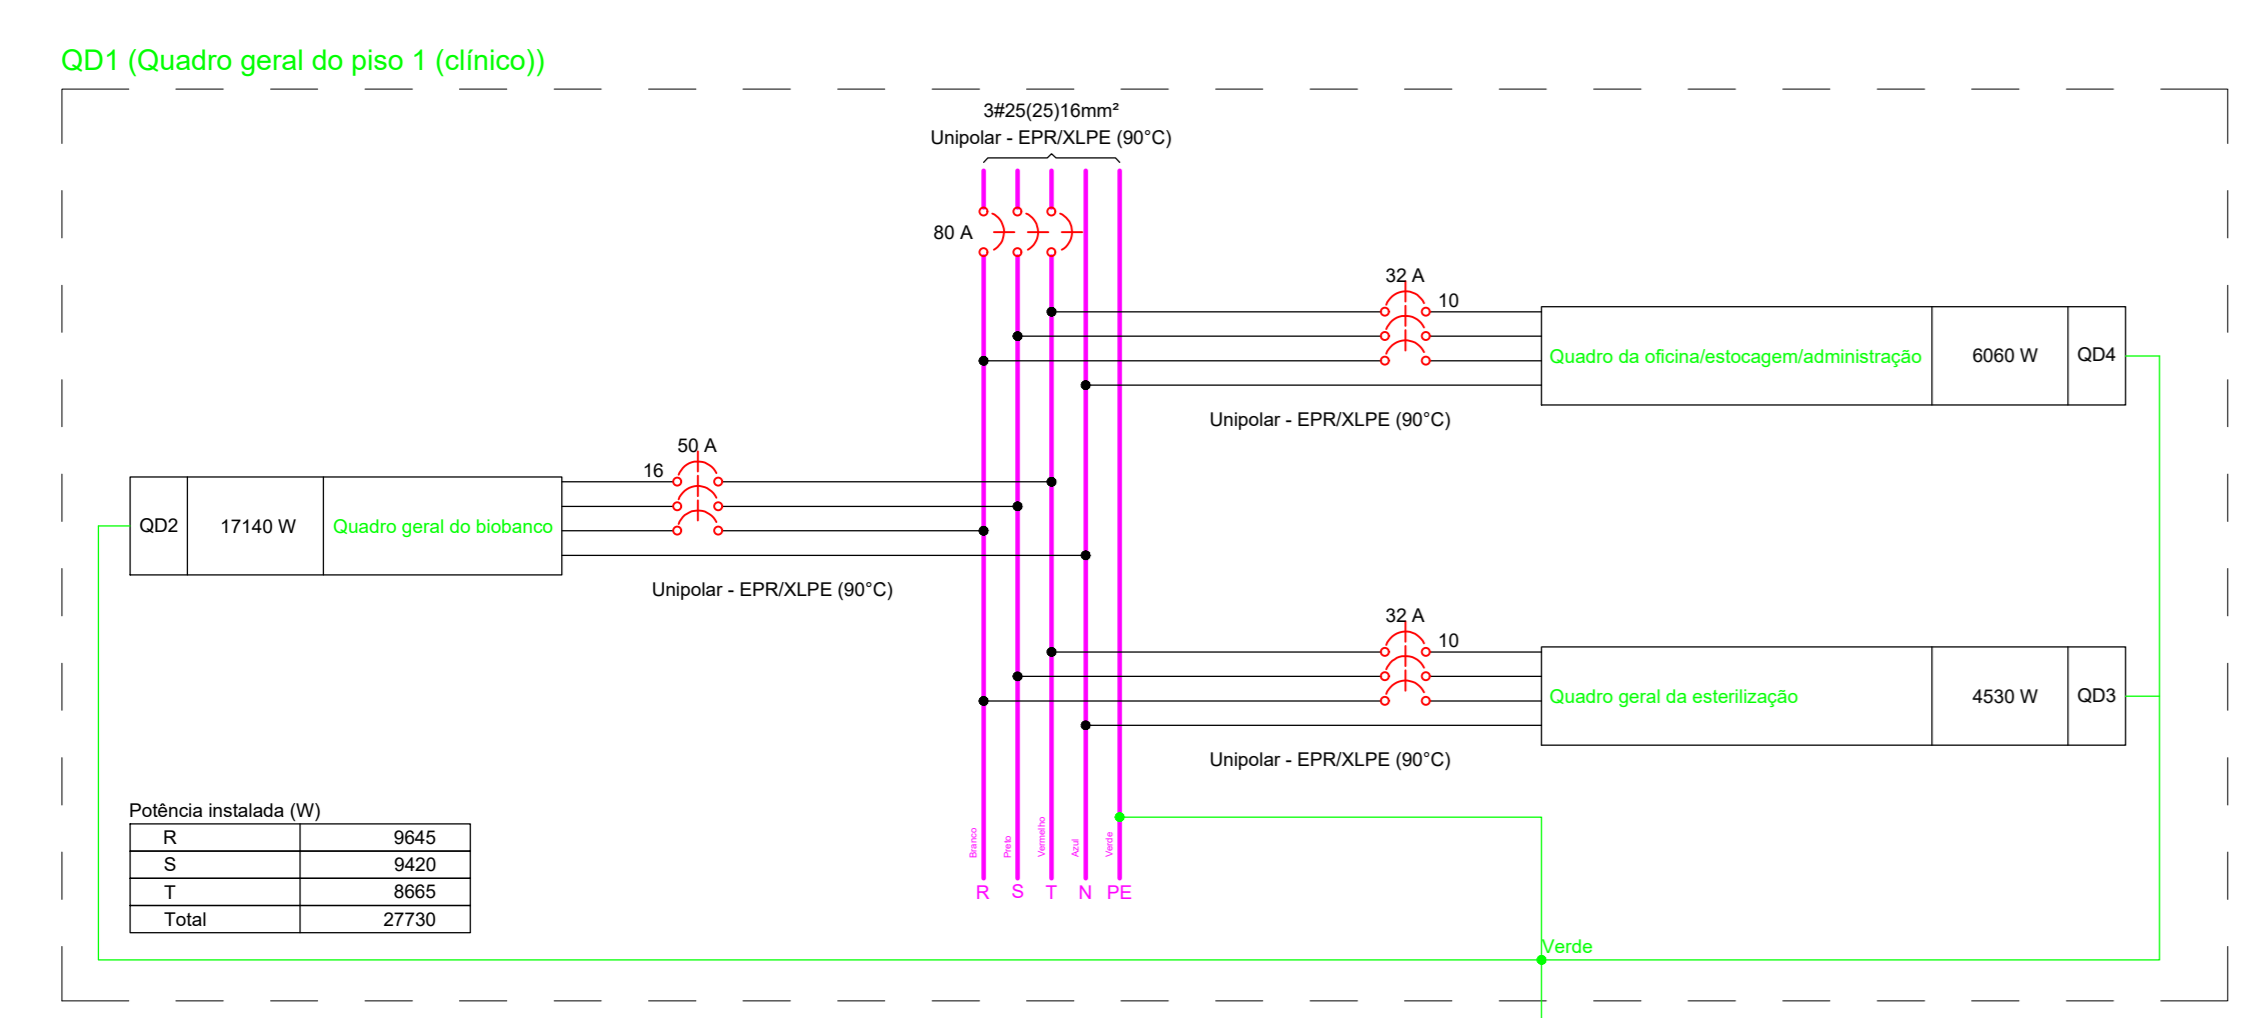 QD1 (Quadro geral do piso 1 (clínico))
3#25(25)16mm²
Unipolar - EPR/XLPE (90°C)
80 A
32 A
10
Quadro da oficina/estocagem/administração
6060 W
QD4
Unipolar - EPR/XLPE (90°C)
50 A
16
QD2
17140 W
Quadro geral do biobanco
Unipolar - EPR/XLPE (90°C)
32 A
10
Quadro geral da esterilização
4530 W
QD3
Unipolar - EPR/XLPE (90°C)
Potência instalada (W)
R 9645
S 9420
T 8665
Total 27730
Branco
Preto
Vermelho
Azul
Verde
R S T N PE
Verde